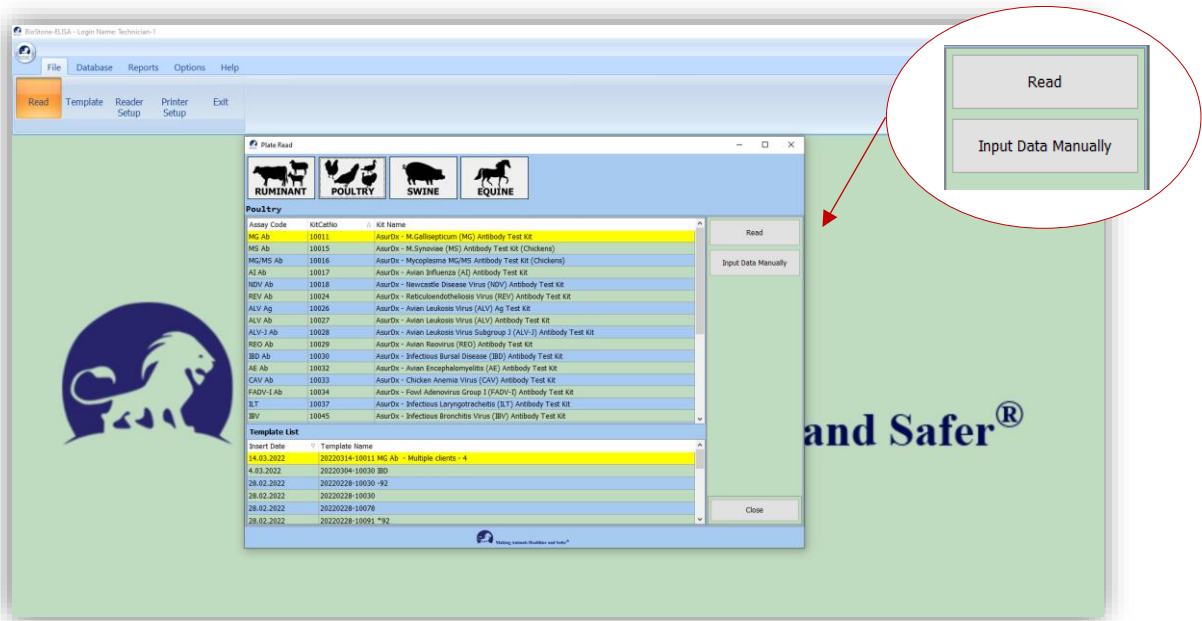 BioStone-ELISA - Login Name: Technician-1
File Database Reports Options Help
Read Template Reader Setup Printer Setup Exit
Read
Input Data Manually
Plate Read
RUMINANT POULTRY SWINE EQUINE
Poultry
Assay Code KitCatNo Kit Name
MG Ab 10011 AsurDx - M.Gallisepticum (MG) Antibody Test Kit
MS Ab 10015 AsurDx - M.Synoviae (MS) Antibody Test Kit (Chickens)
MG/MS Ab 10016 AsurDx - Mycoplasma MG/MS Antibody Test Kit (Chickens)
AI Ab 10017 AsurDx - Avian Influenza (AI) Antibody Test Kit
NDV Ab 10018 AsurDx - Newcastle Disease Virus (NDV) Antibody Test Kit
REV Ab 10024 AsurDx - Reticuloendotheliosis Virus (REV) Antibody Test Kit
ALV Ag 10026 AsurDx - Avian Leukosis Virus (ALV) Ag Test Kit
ALV Ab 10027 AsurDx - Avian Leukosis Virus (ALV) Antibody Test Kit
ALV-J Ab 10028 AsurDx - Avian Leukosis Virus Subgroup J (ALV-J) Antibody Test Kit
REO Ab 10029 AsurDx - Avian Reovirus (REO) Antibody Test Kit
IBD Ab 10030 AsurDx - Infectious Bursal Disease (IBD) Antibody Test Kit
AE Ab 10032 AsurDx - Avian Encephalomyelitis (AE) Antibody Test Kit
CAV Ab 10033 AsurDx - Chicken Anemia Virus (CAV) Antibody Test Kit
FADV-I Ab 10034 AsurDx - Fowl Adenovirus Group I (FADV-I) Antibody Test Kit
ILT 10037 AsurDx - Infectious Laryngotracheitis (ILT) Antibody Test Kit
IBV 10045 AsurDx - Infectious Bronchitis Virus (IBV) Antibody Test Kit
Read
Input Data Manually
Template List
Insert Date Template Name
14.03.2022 20220314-10011 MG Ab - Multiple clients - 4
4.03.2022 20220304-10030 IBD
28.02.2022 20220228-10030 -92
28.02.2022 20220228-10030
28.02.2022 20220228-10078
28.02.2022 20220228-10091 *92
Close
Making Animals Healthier and Safer®
and Safer®